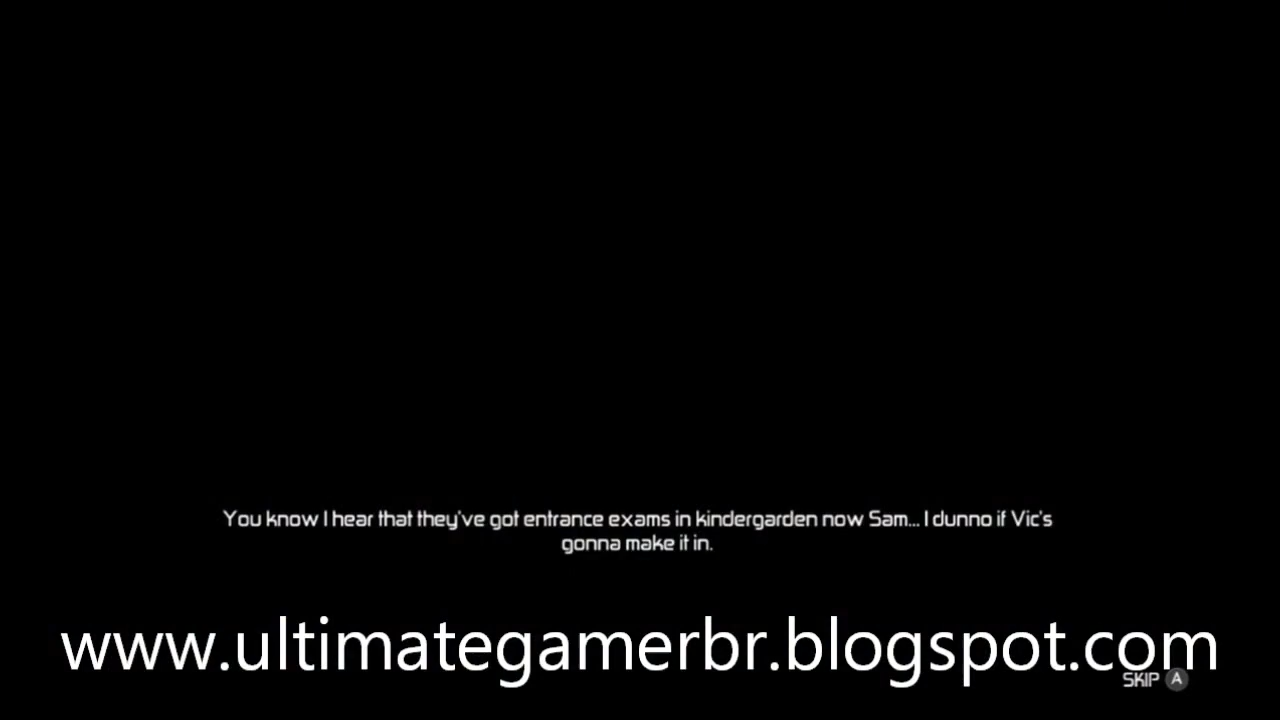 You know I hear that they've got entrance exams in kindergarden now Sam... I dunno if Vic's
gonna make it in.
www.ultimategamerbr.blogspot.com
SKIP A